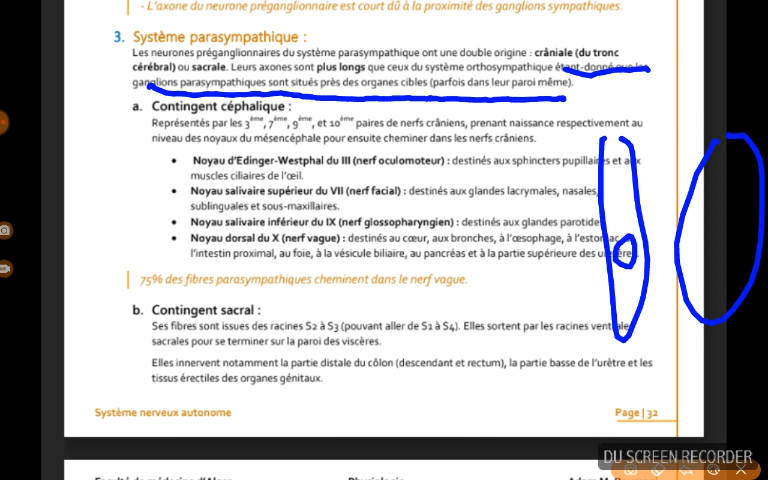 - L'axone du neurone préganglionnaire est court dû à la proximité des ganglions sympathiques.
3. Système parasympathique :
Les neurones préganglionnaires du système parasympathique ont une double origine : crâniale (du tronc
cérébral) ou sacrale. Leurs axones sont plus longs que ceux du système orthosympathique étant-donné que les
ganglions parasympathiques sont situés près des organes cibles (parfois dans leur paroi même).
a. Contingent céphalique :
Représentés par les 3ème, 7ème, 9ème, et 10ème paires de nerfs crâniens, prenant naissance respectivement au
niveau des noyaux du mésencéphale pour ensuite cheminer dans les nerfs crâniens.
• Noyau d'Edinger-Westphal du III (nerf oculomoteur) : destinés aux sphincters pupillaires et aux
muscles ciliaires de l'œil.
• Noyau salivaire supérieur du VII (nerf facial) : destinés aux glandes lacrymales, nasales,
sublinguales et sous-maxillaires.
• Noyau salivaire inférieur du IX (nerf glossopharyngien) : destinés aux glandes parotides.
• Noyau dorsal du X (nerf vague) : destinés au cœur, aux bronches, à l'œsophage, à l'estomac,
l'intestin proximal, au foie, à la vésicule biliaire, au pancréas et à la partie supérieure des uretères.
75% des fibres parasympathiques cheminent dans le nerf vague.
b. Contingent sacral :
Ses fibres sont issues des racines S2 à S3 (pouvant aller de S1 à S4). Elles sortent par les racines ventrales
sacrales pour se terminer sur la paroi des viscères.
Elles innervent notamment la partie distale du côlon (descendant et rectum), la partie basse de l'urètre et les
tissus érectiles des organes génitaux.
Système nerveux autonome
Page | 32
DU SCREEN RECORDER